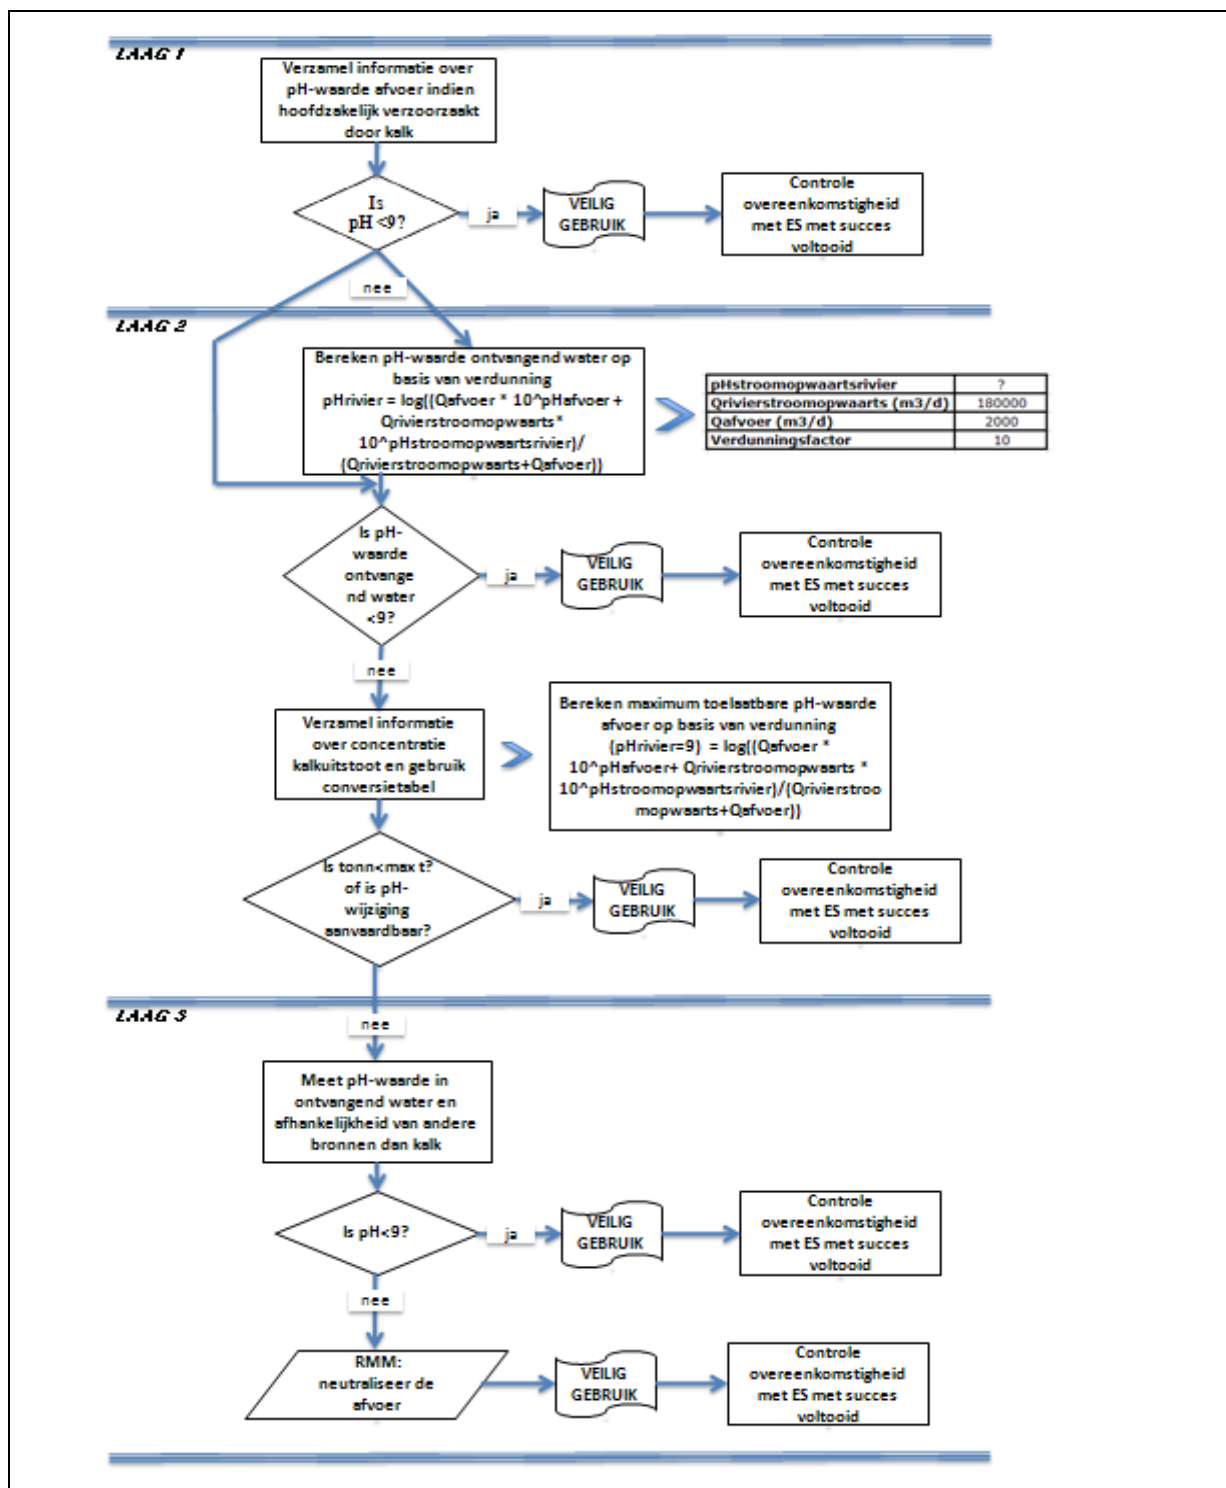 LAAG 1
Verzamel informatie over
pH-waarde afvoer indien
hoofdzakelijk verzoorzaakt
door kalk
Is
pH <9?
ja
VEILIG
GEBRUIK
Controle
overeenkomstigheid
met ES met succes
voltooid
nee
LAAG 2
Bereken pH-waarde ontvangend water op
basis van verdunning
pHrivier = log((Qafvoer * 10^pHafvoer +
Qrivierstroomopwaarts*
10^pHstroomopwaartsrivier)/
(Qrivierstroomopwaarts+Qafvoer))
pHstroomopwaartsrivier ?
Qrivierstroomopwaarts (m3/d) 180000
Qafvoer (m3/d) 2000
Verdunningsfactor 10
Is pH-
waarde
ontvange
nd water
<9?
ja
VEILIG
GEBRUIK
Controle
overeenkomstigheid
met ES met succes
voltooid
nee
Verzamel informatie
over concentratie
kalkuitstoot en gebruik
conversietabel
Bereken maximum toelaatbare pH-waarde
afvoer op basis van verdunning
(pHrivier=9) = log((Qafvoer *
10^pHafvoer+ Qrivierstroomopwaarts *
10^pHstroomopwaartsrivier)/(Qrivierstroo
mopwaarts+Qafvoer))
Is tonn<max t?
of is pH-
wijziging
aanvaardbaar?
ja
VEILIG
GEBRUIK
Controle
overeenkomstigheid
met ES met succes
voltooid
LAAG 3
nee
Meet pH-waarde in
ontvangend water en
afhankelijkheid van andere
bronnen dan kalk
Is pH<9?
ja
VEILIG
GEBRUIK
Controle
overeenkomstigheid
met ES met succes
voltooid
nee
RMM:
neutraliseer de
afvoer
VEILIG
GEBRUIK
Controle
overeenkomstigheid
met ES met succes
voltooid